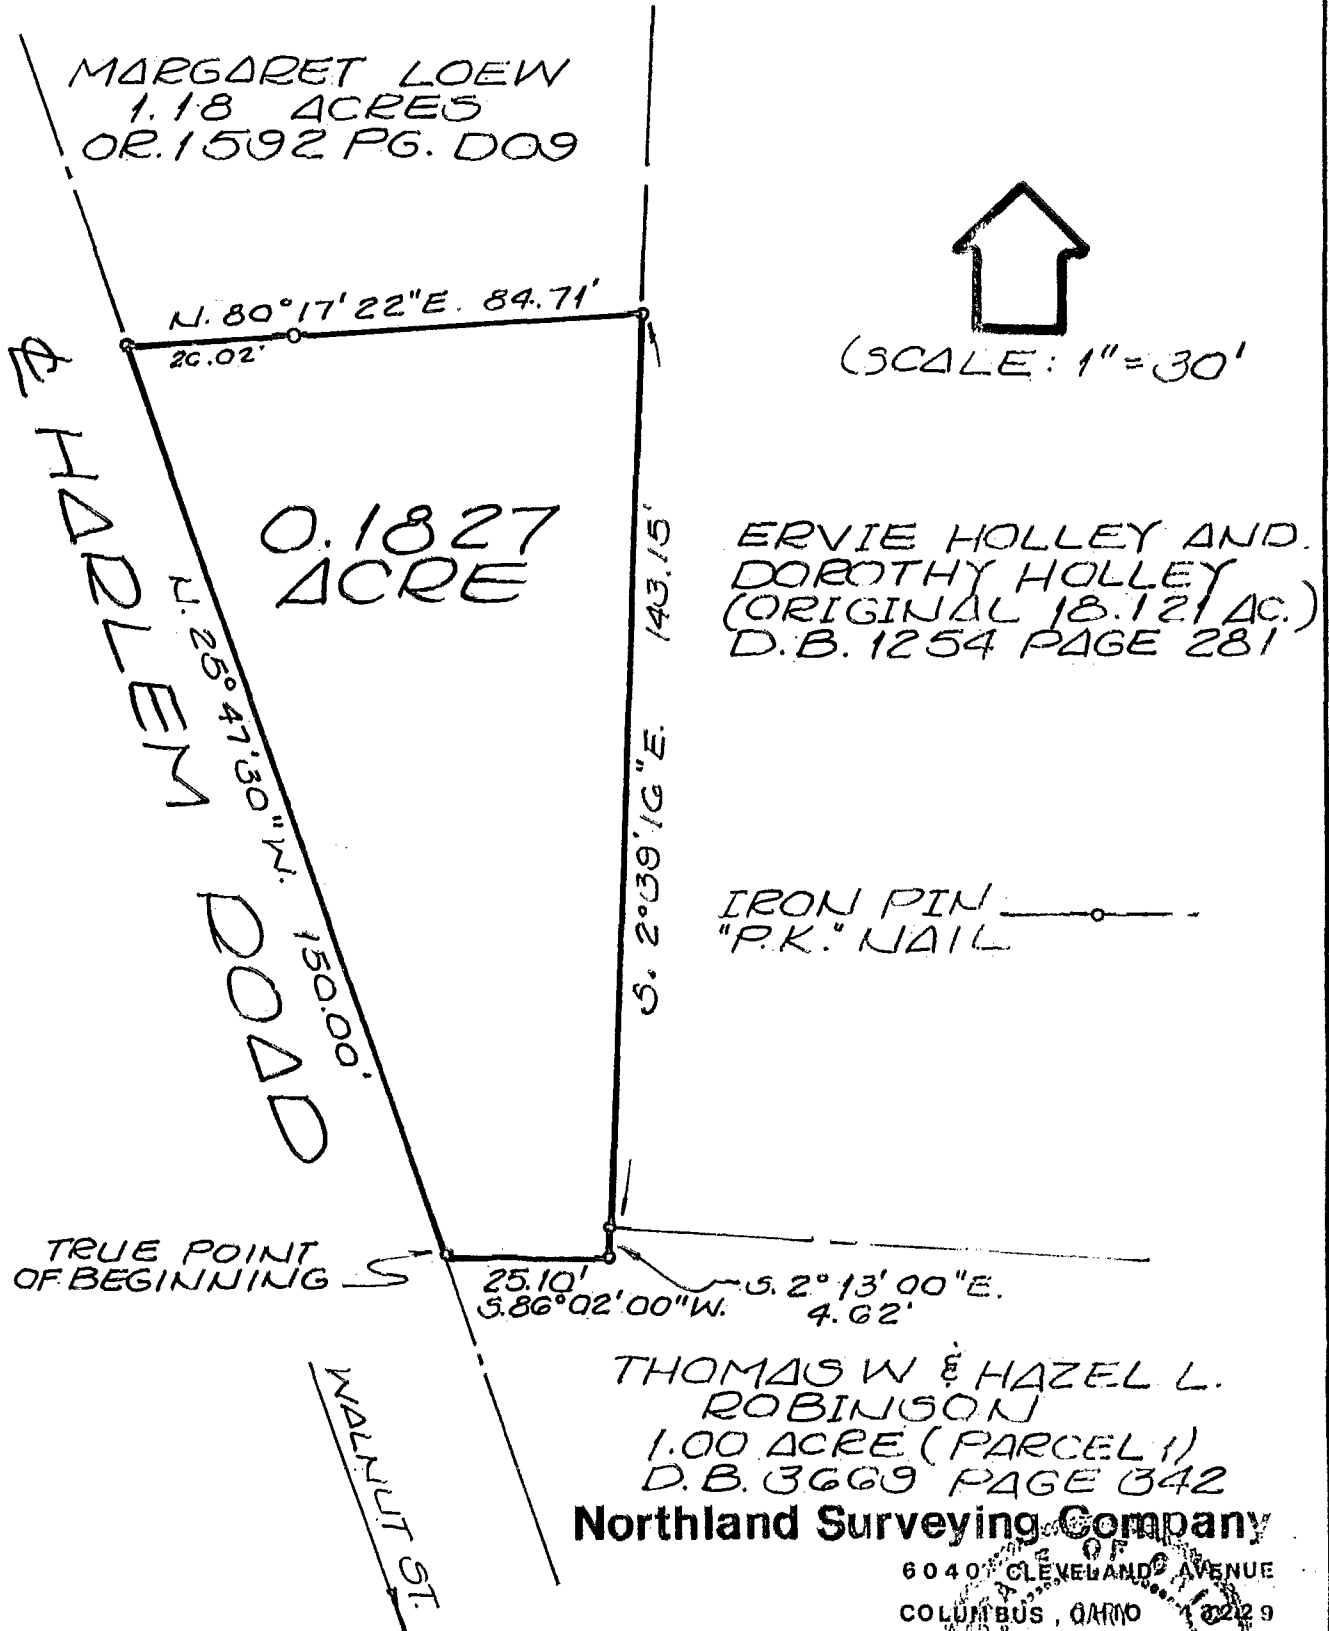 MARGARET LOEW
1.18 ACRES
OR. 1592 PG. D09
N. 80°17'22"E. 84.71'
26.02'
(SCALE: 1"=30'
℄ HARLEM ROAD
0.1827
ACRE
N. 25°47'30"W. 150.00'
S. 2°39'16"E. 143.15'
ERVIE HOLLEY AND.
DOROTHY HOLLEY
(ORIGINAL 18.121 AC.)
D.B. 1254 PAGE 281
IRON PIN
"P.K." NAIL
TRUE POINT
OF BEGINNING
25.10'
S.86°02'00"W.
S. 2°13'00"E.
4.62'
WALNUT ST.
THOMAS W & HAZEL L.
ROBINSON
1.00 ACRE (PARCEL 1)
D.B. 3669 PAGE 342
Northland Surveying Company
6040 CLEVELAND AVENUE
COLUMBUS,